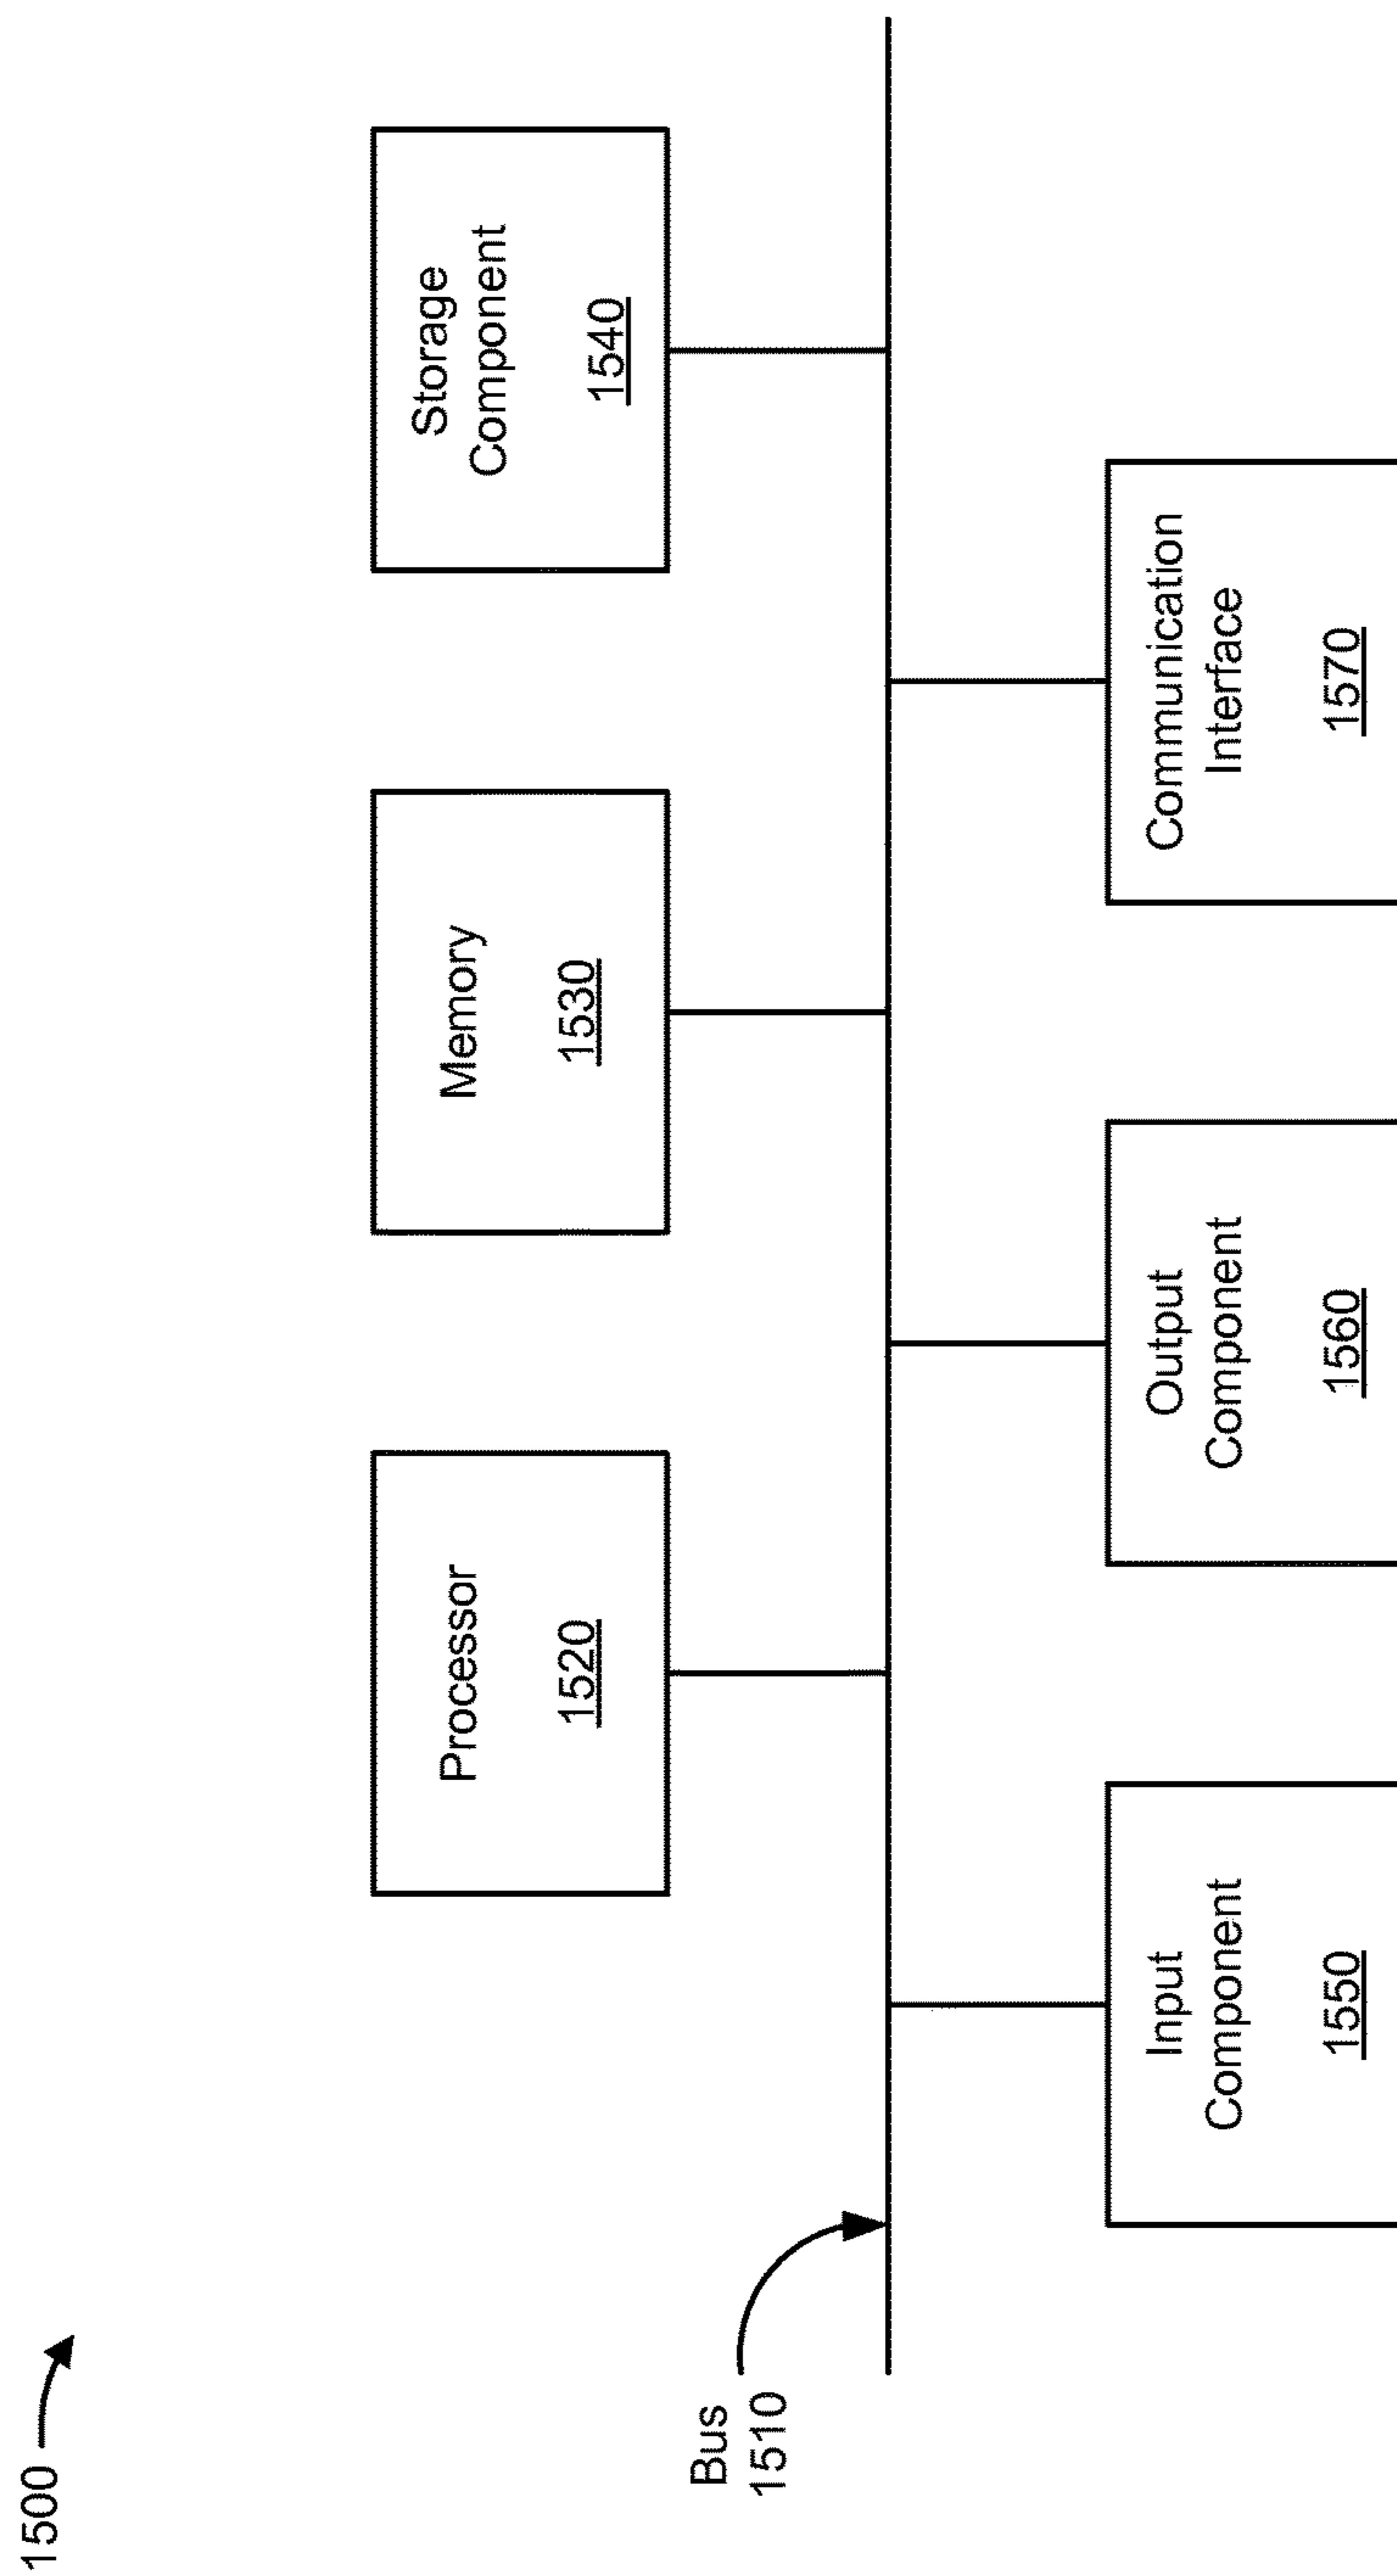 1500
Processor
1520
Memory
1530
Storage
Component
1540
Bus
1510
Input
Component
1550
Output
Component
1560
Communication
Interface
1570